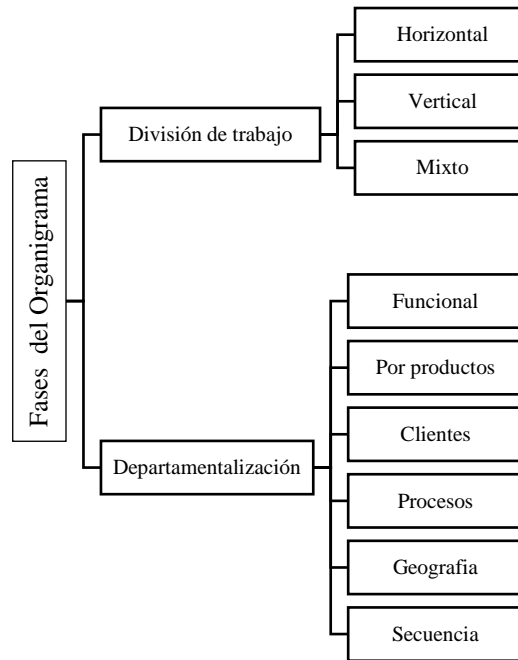 Fases del Organigrama
División de trabajo
Horizontal
Vertical
Mixto
Departamentalización
Funcional
Por productos
Clientes
Procesos
Geografia
Secuencia